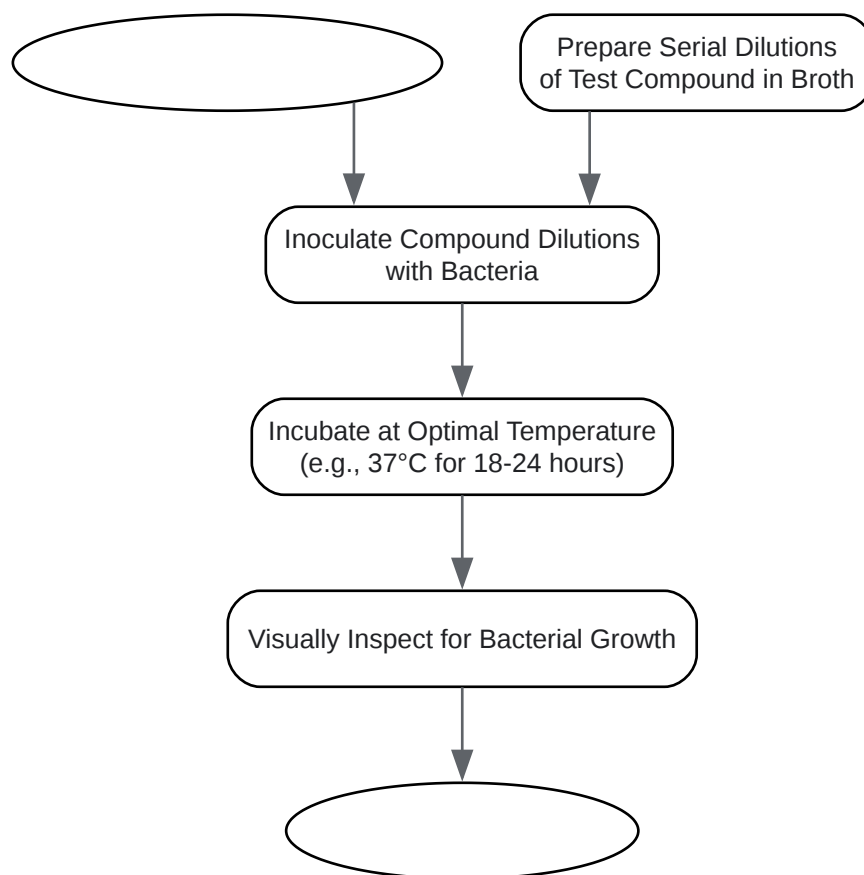 Prepare Serial Dilutions
of Test Compound in Broth
Inoculate Compound Dilutions
with Bacteria
Incubate at Optimal Temperature
(e.g., 37°C for 18-24 hours)
Visually Inspect for Bacterial Growth